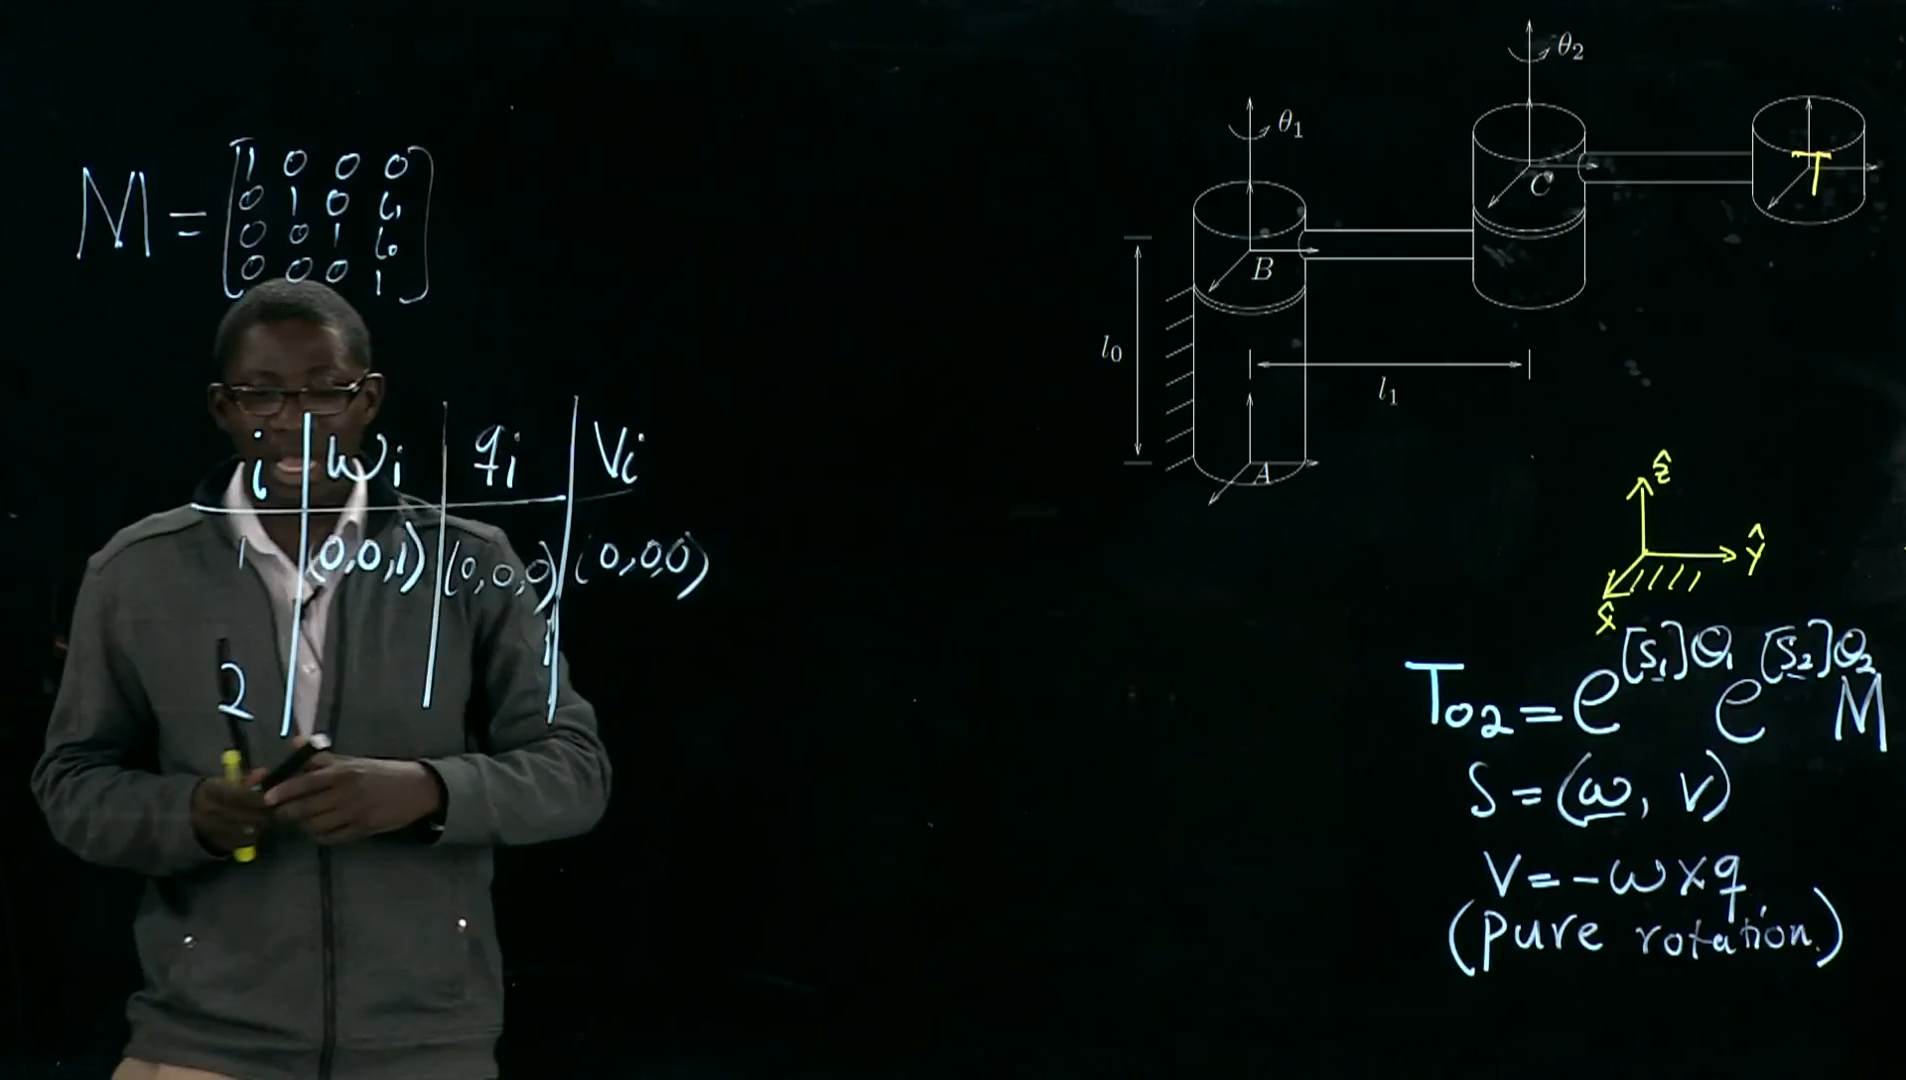 M = [1 0 0 0
0 1 0 l₁
0 0 1 l₀
0 0 0 1]
i | ωi | qi | Vi
1 | (0,0,1) | (0,0,0) | (0,0,0)
2
θ₂
θ₁
C
T
B
l₀
l₁
A
ẑ
ŷ
x̂
T₀₂ = e^[S₁]θ₁ e^[S₂]θ₂ M
S = (ω, V)
V = -ω × q
(pure rotation.)